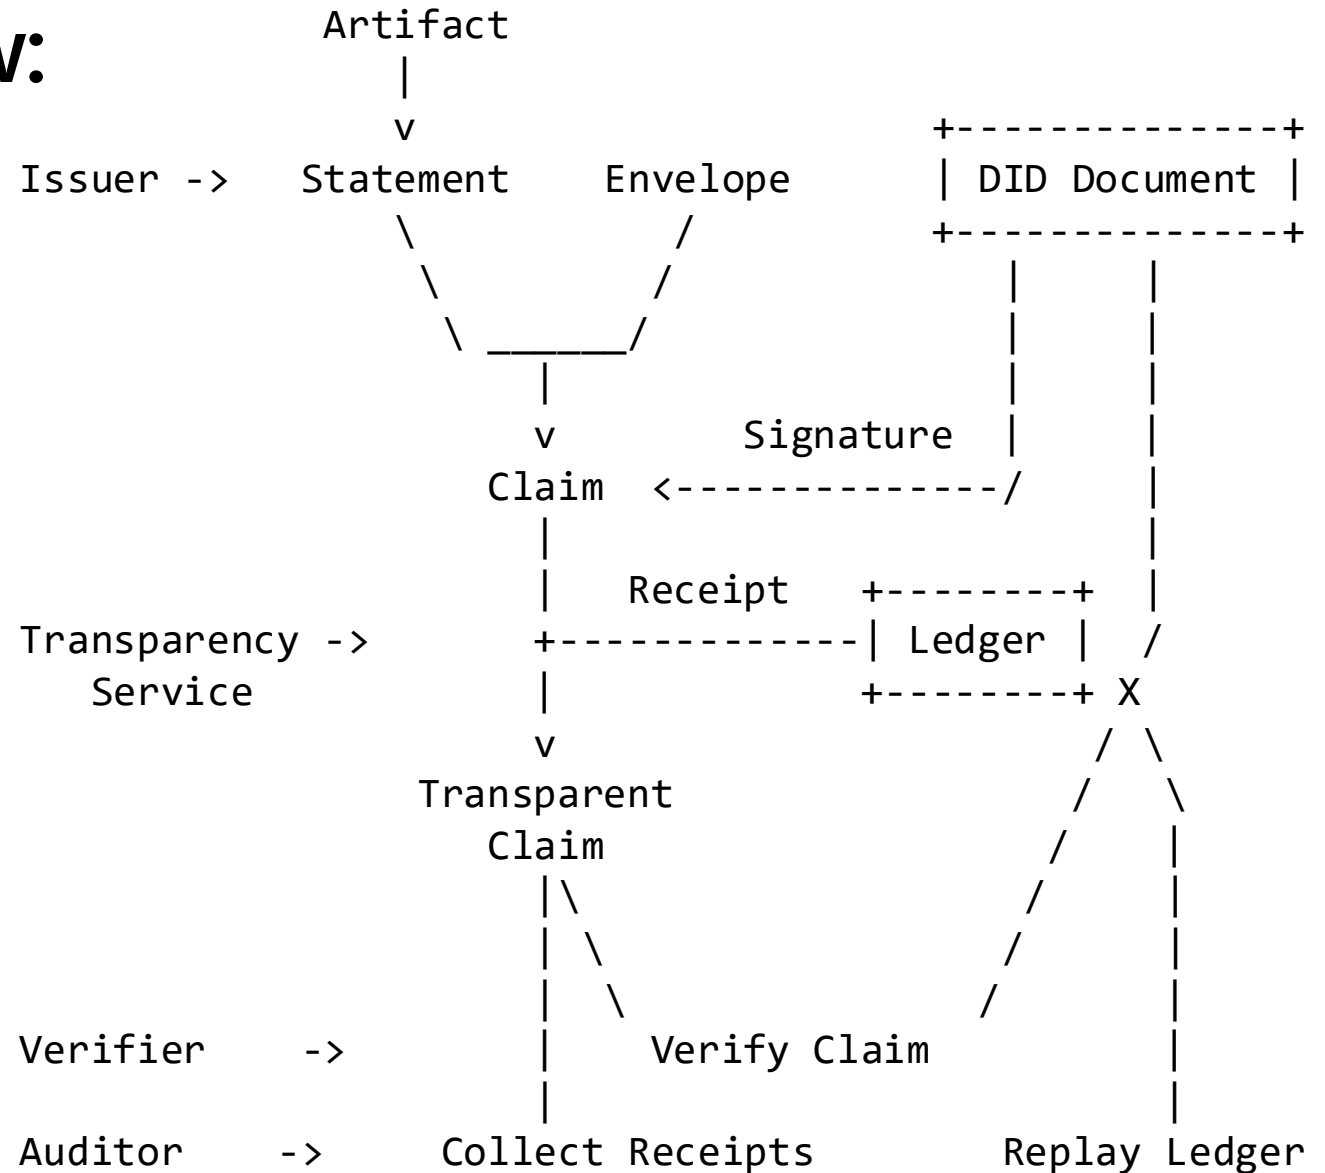 w:
Artifact
|
v
+--------------+
Issuer -> Statement Envelope | DID Document |
\ / +--------------+
\ / | |
\ ______/ | |
| | |
v Signature | |
Claim <--------------/ |
| |
| Receipt +--------+ |
Transparency -> +-------------| Ledger | /
Service | +--------+ X
v / \
Transparent / \
Claim / |
|\ / |
| \ / |
| \ / |
Verifier -> | Verify Claim |
| |
Auditor -> Collect Receipts Replay Ledger